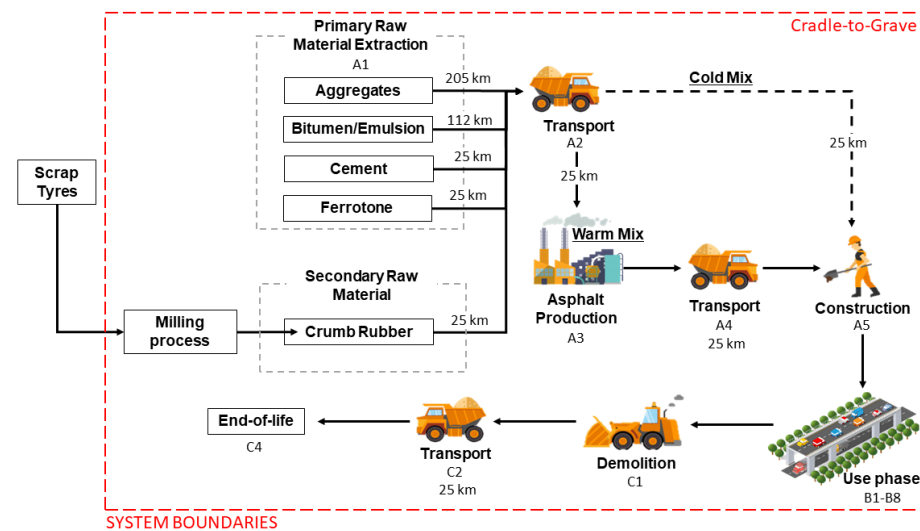 Cradle-to-Grave
Primary Raw
Material Extraction
A1
Aggregates
205 km
Bitumen/Emulsion
112 km
Cement
25 km
Ferrotone
25 km
Scrap
Tyres
Transport
A2
25 km
Cold Mix
25 km
Warm Mix
Asphalt
Production
A3
Transport
A4
25 km
Construction
A5
Secondary Raw
Material
Milling
process
Crumb Rubber
25 km
End-of-life
C4
Transport
C2
25 km
Demolition
C1
Use phase
B1-B8
SYSTEM BOUNDARIES